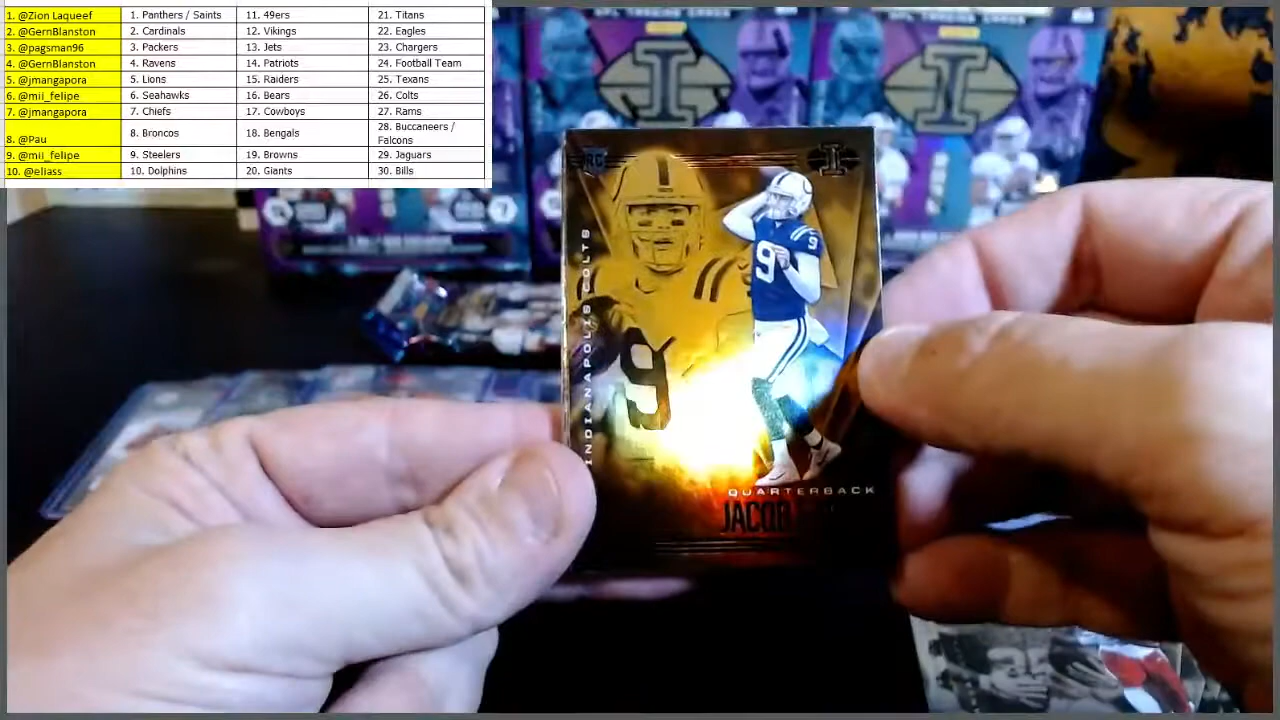 1. @Zion Laqueef 1. Panthers / Saints 11. 49ers 21. Titans
2. @GernBlanston 2. Cardinals 12. Vikings 22. Eagles
3. @pagsman96 3. Packers 13. Jets 23. Chargers
4. @GernBlanston 4. Ravens 14. Patriots 24. Football Team
5. @jmangapora 5. Lions 15. Raiders 25. Texans
6. @mii_felipe 6. Seahawks 16. Bears 26. Colts
7. @jmangapora 7. Chiefs 17. Cowboys 27. Rams
8. @Pau 8. Broncos 18. Bengals 28. Buccaneers / Falcons
9. @mii_felipe 9. Steelers 19. Browns 29. Jaguars
10. @eliass 10. Dolphins 20. Giants 30. Bills
RC
INDIANAPOLIS COLTS
9
9
QUARTERBACK
JACOB